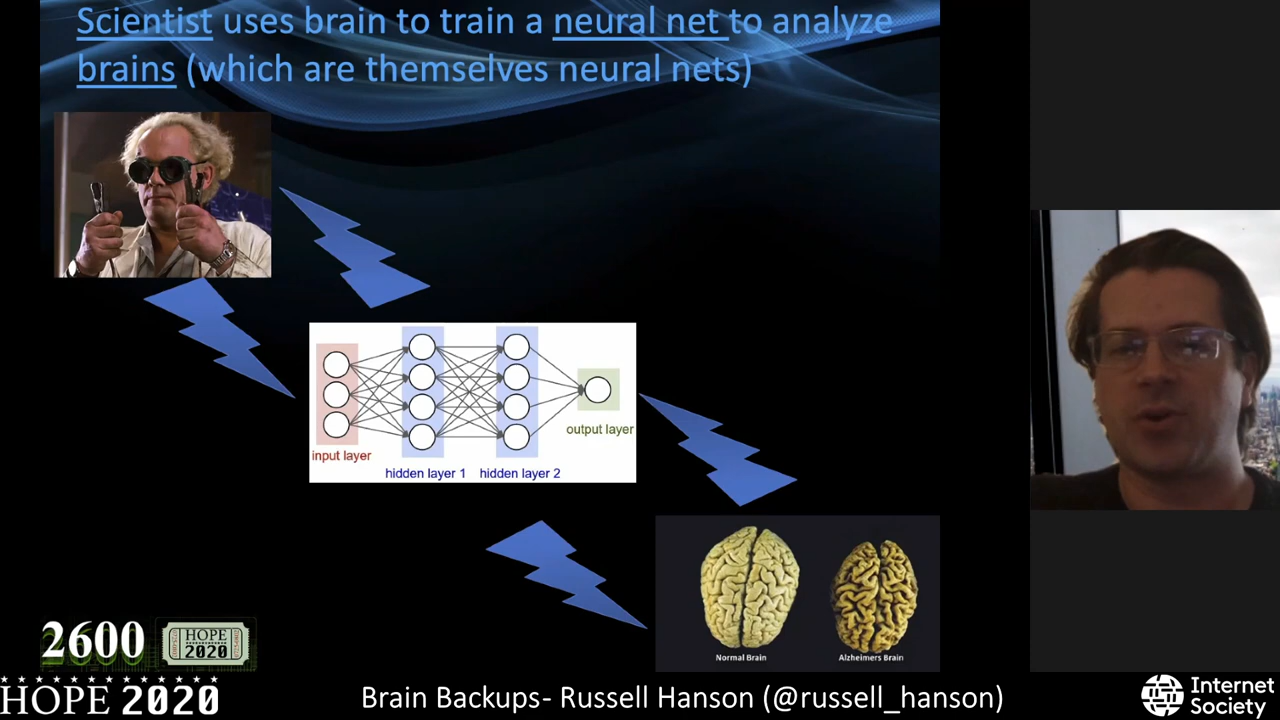 Scientist uses brain to train a neural net to analyze
brains (which are themselves neural nets)
input layer
hidden layer 1
hidden layer 2
output layer
Normal Brain
Alzheimers Brain
2600
HOPE
2020
HOPE 2020
Brain Backups- Russell Hanson (@russell_hanson)
Internet
Society